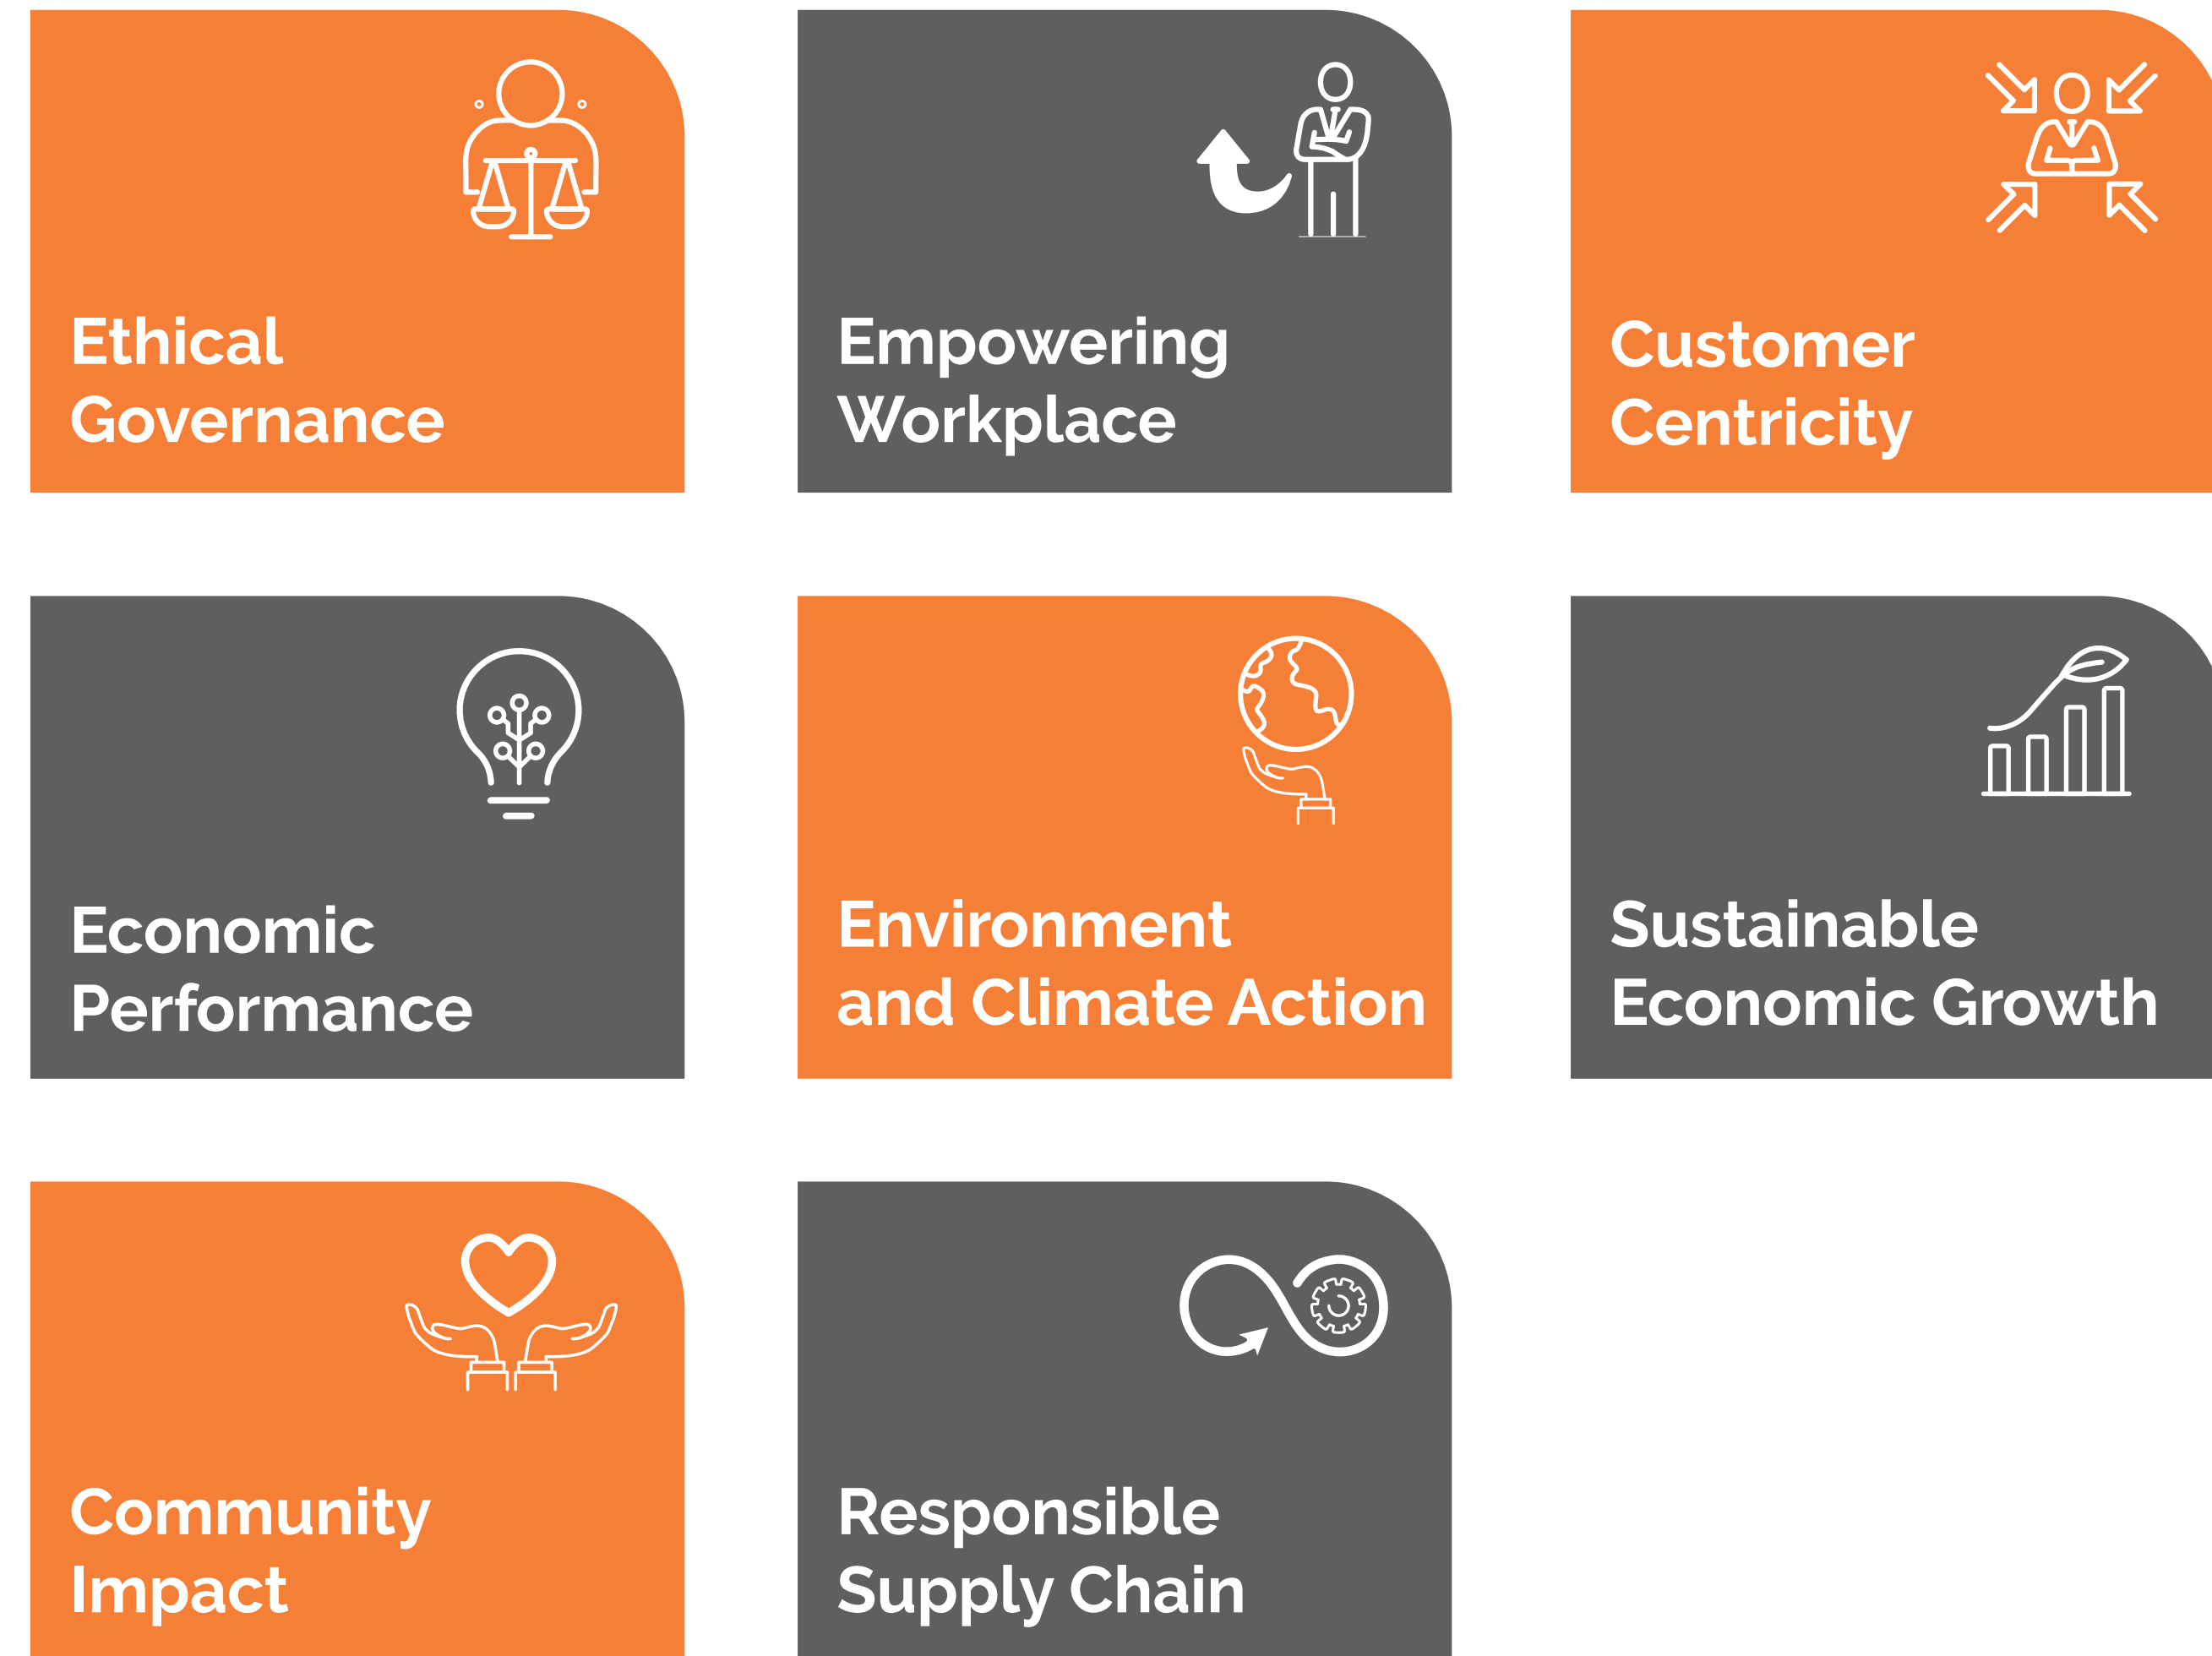 Ethical
Governance
Empowering
Workplace
Customer
Centricity
Economic
Performance
Environment
and Climate Action
Sustainable
Economic Growth
Community
Impact
Responsible
Supply Chain